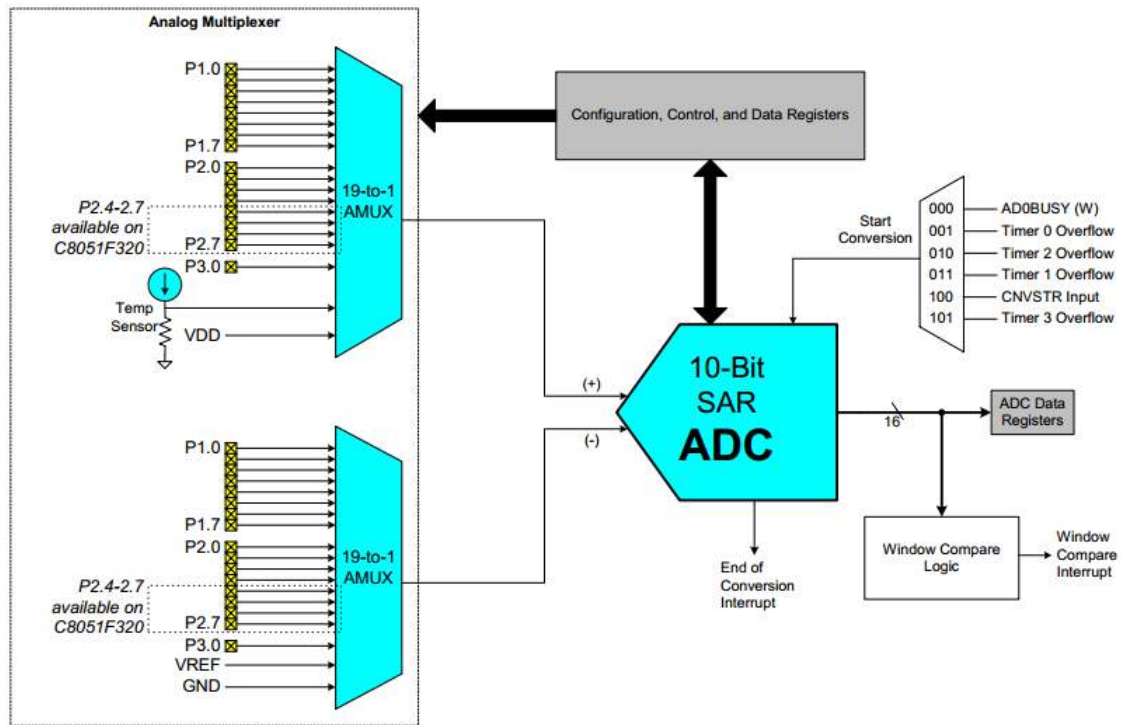 Analog Multiplexer
P1.0
P1.7
P2.0
P2.4-2.7
available on
C8051F320
P2.7
P3.0
Temp
Sensor
VDD
19-to-1
AMUX
Configuration, Control, and Data Registers
Start
Conversion
000
001
010
011
100
101
AD0BUSY (W)
Timer 0 Overflow
Timer 2 Overflow
Timer 1 Overflow
CNVSTR Input
Timer 3 Overflow
(+)
(-)
10-Bit
SAR
ADC
16
ADC Data
Registers
End of
Conversion
Interrupt
Window Compare
Logic
Window
Compare
Interrupt
P1.0
P1.7
P2.0
P2.4-2.7
available on
C8051F320
P2.7
P3.0
VREF
GND
19-to-1
AMUX